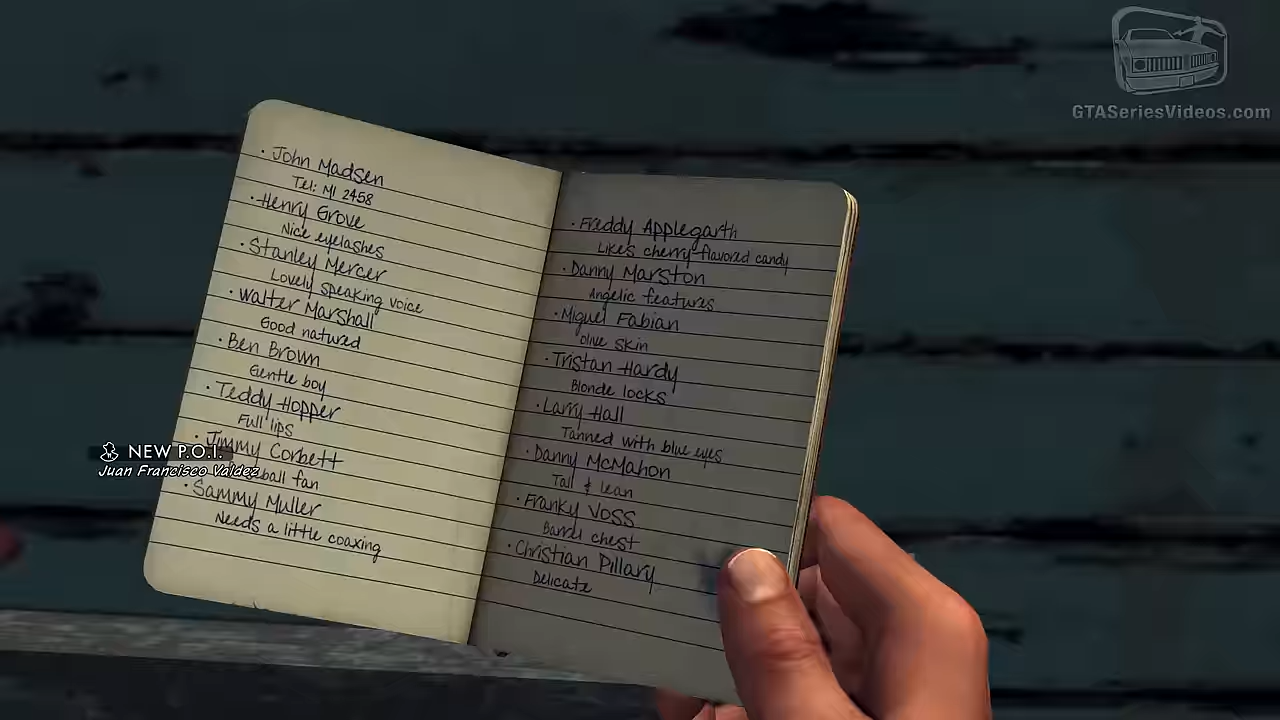 GTASeriesVideos.com
· John Madsen
Tel: MI 2458
· Henry Grove
Nice eyelashes
· Stanley Mercer
Lovely speaking voice
· Walter Marshall
Good natured
· Ben Brown
Gentle boy
· Teddy Hopper
Full lips
· Jimmy Corbett
ball fan
· Sammy Muller
Needs a little coaxing
· Freddy Applegarth
Likes cherry-flavored candy
· Danny Marston
Angelic features
· Miguel Fabian
olive skin
· Tristan Hardy
Blonde locks
· Larry Hall
Tanned with blue eyes
· Danny McMahon
Tall & lean
· Franky Voss
chest
· Christian Pillary
Delicate
NEW P.O.I.
Juan Francisco Valdez